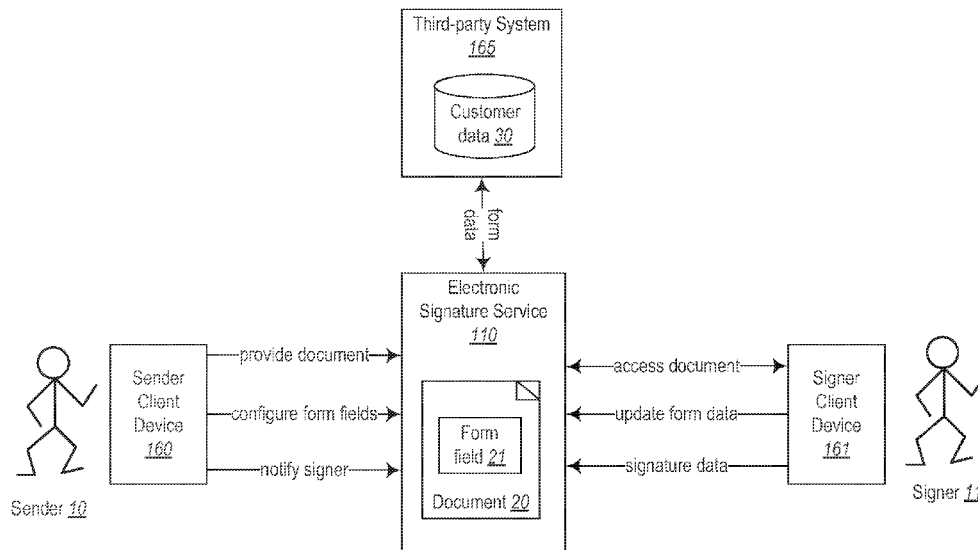 Third-party System
165
Customer
data 30
form
data
Electronic
Signature Service
110
provide document
configure form fields
notify signer
Sender
Client
Device
160
Sender 10
Form
field 21
Document 20
access document
update form data
signature data
Signer
Client
Device
161
Signer 11